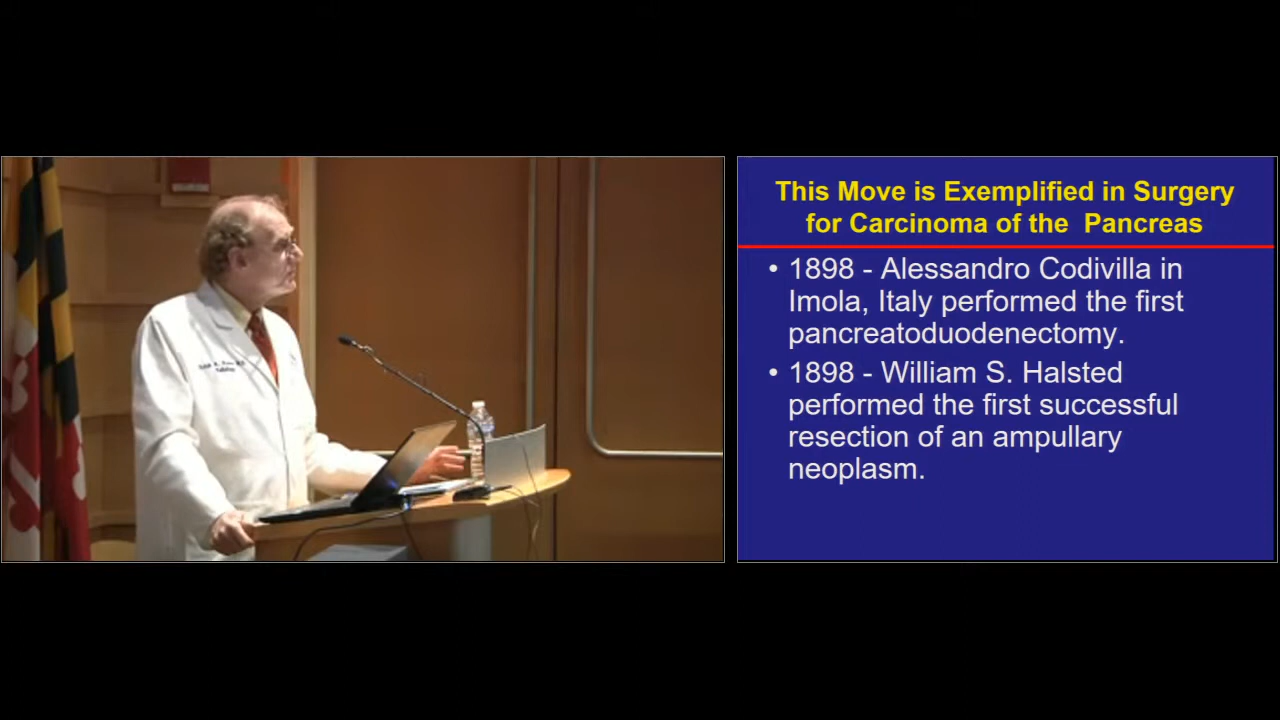 This Move is Exemplified in Surgery
for Carcinoma of the Pancreas
• 1898 - Alessandro Codivilla in
Imola, Italy performed the first
pancreatoduodenectomy.
• 1898 - William S. Halsted
performed the first successful
resection of an ampullary
neoplasm.